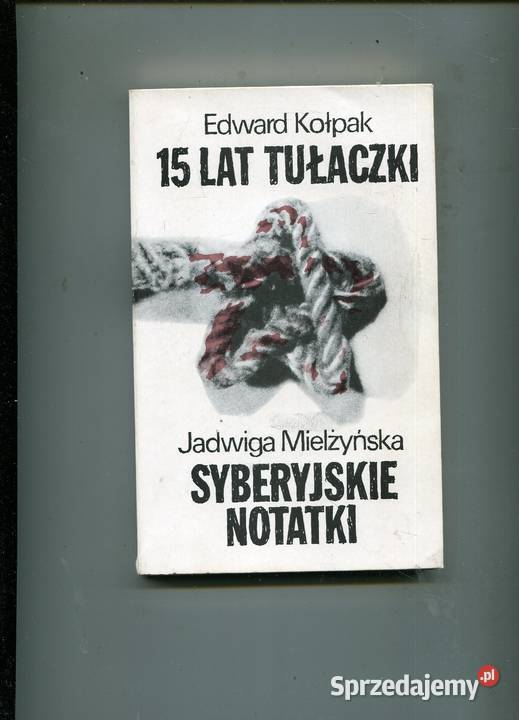 Edward Kołpak
15 LAT TUŁACZKI
Jadwiga Mielżyńska
SYBERYJSKIE
NOTATKI
Sprzedajemy.pl